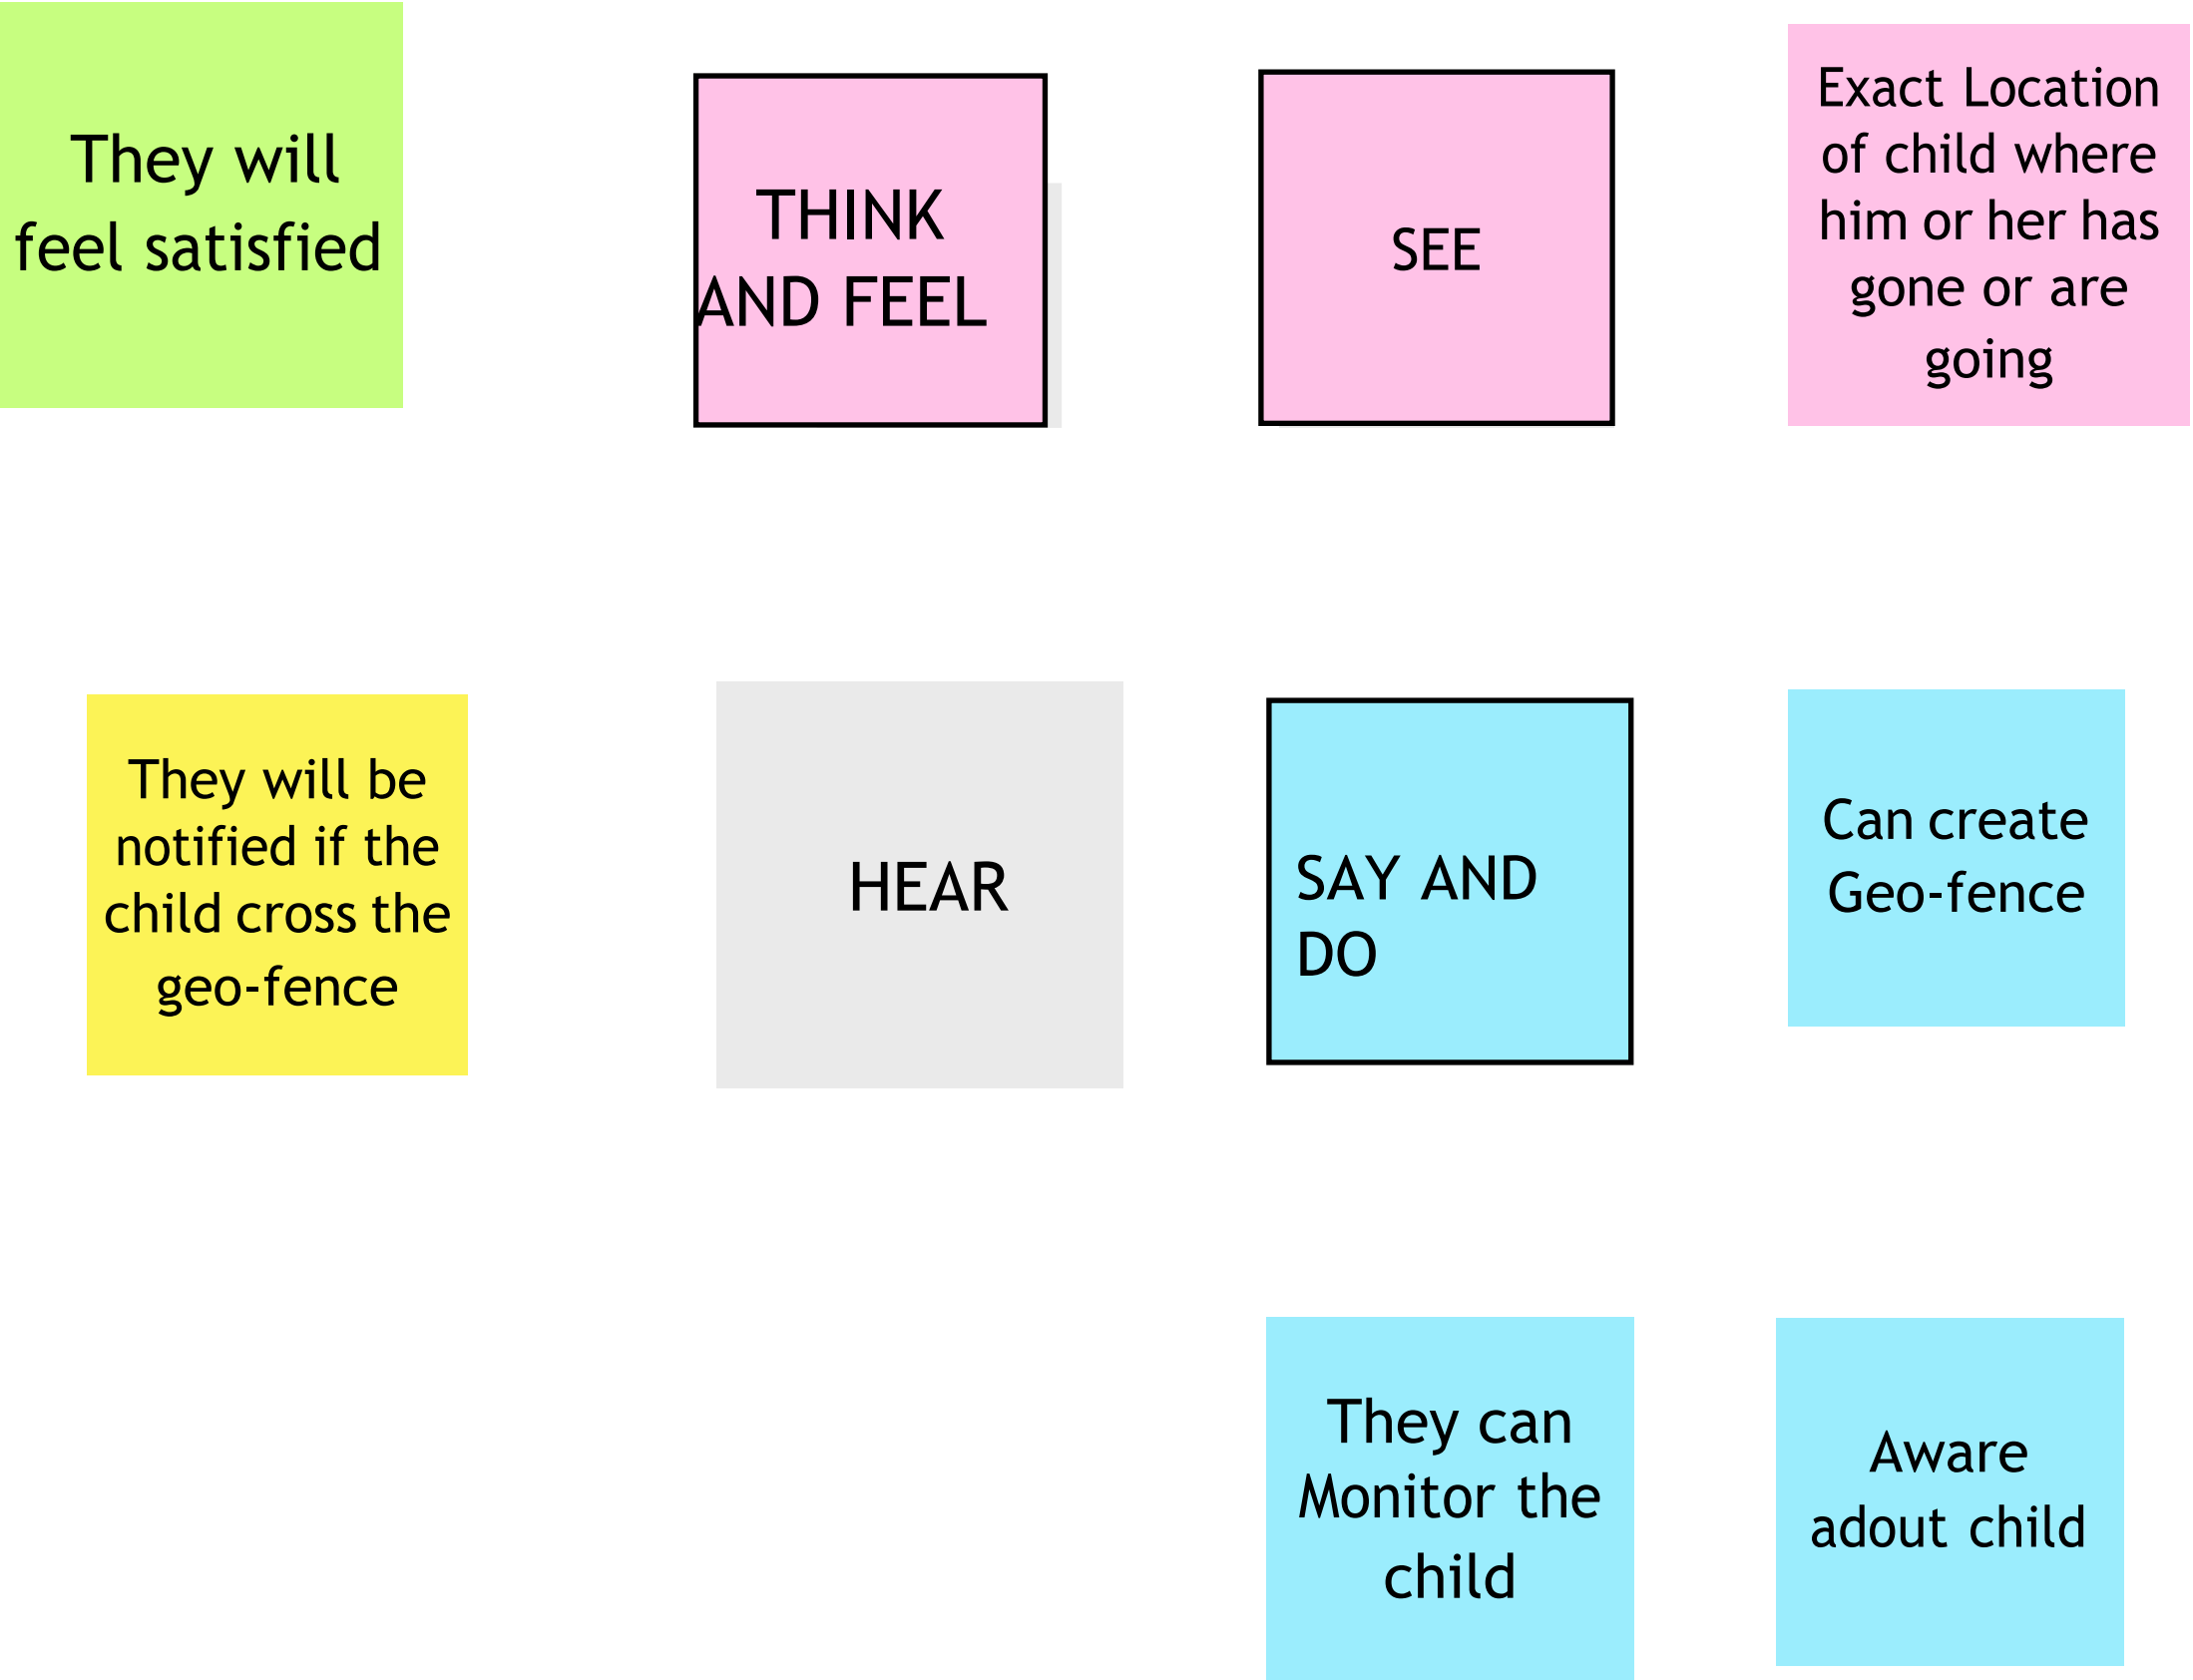 They will
feel satisfied
THINK
AND FEEL
SEE
Exact Location
of child where
him or her has
gone or are
going
They will be
notified if the
child cross the
geo-fence
HEAR
SAY AND
DO
Can create
Geo-fence
They can
Monitor the
child
Aware
adout child